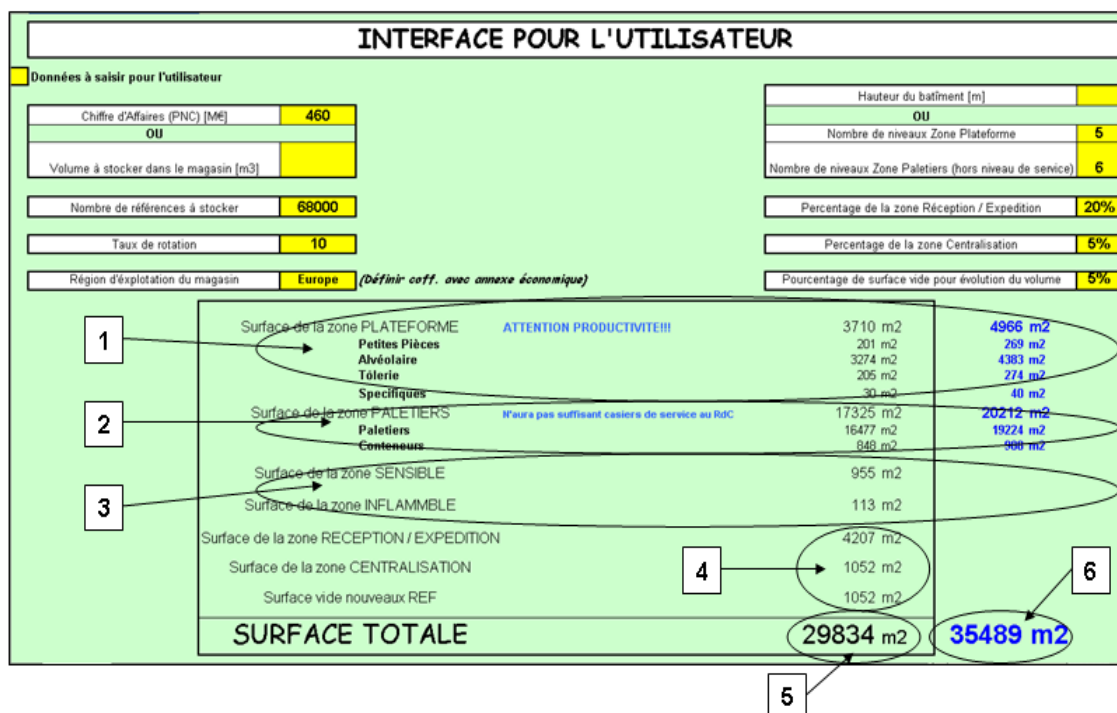 INTERFACE POUR L'UTILISATEUR
Données à saisir pour l'utilisateur
Chiffre d'Affaires (PNC) [M€] 460
OU
Volume à stocker dans le magasin [m3]
Nombre de références à stocker 68000
Taux de rotation 10
Région d'éxplotation du magasin Europe (Définir coff. avec annexe économique)
Hauteur du batîment [m]
OU
Nombre de niveaux Zone Plateforme 5
Nombre de niveaux Zone Paletiers (hors niveau de service) 6
Percentage de la zone Réception / Expedition 20%
Percentage de la zone Centralisation 5%
Pourcentage de surface vide pour évolution du volume 5%
1
Surface de la zone PLATEFORME ATTENTION PRODUCTIVITE!!! 3710 m2 4966 m2
Petites Pièces 201 m2 269 m2
Alvéolaire 3274 m2 4383 m2
Tôlerie 205 m2 274 m2
Specifiques 30 m2 40 m2
2
Surface de la zone PALETIERS N'aura pas suffisant casiers de service au RdC 17325 m2 20212 m2
Paletiers 16477 m2 19224 m2
Conteneurs 848 m2 988 m2
3
Surface de la zone SENSIBLE 955 m2
Surface de la zone INFLAMMBLE 113 m2
Surface de la zone RECEPTION / EXPEDITION 4207 m2
Surface de la zone CENTRALISATION 4 1052 m2 6
Surface vide nouveaux REF 1052 m2
SURFACE TOTALE 29834 m2 35489 m2
5